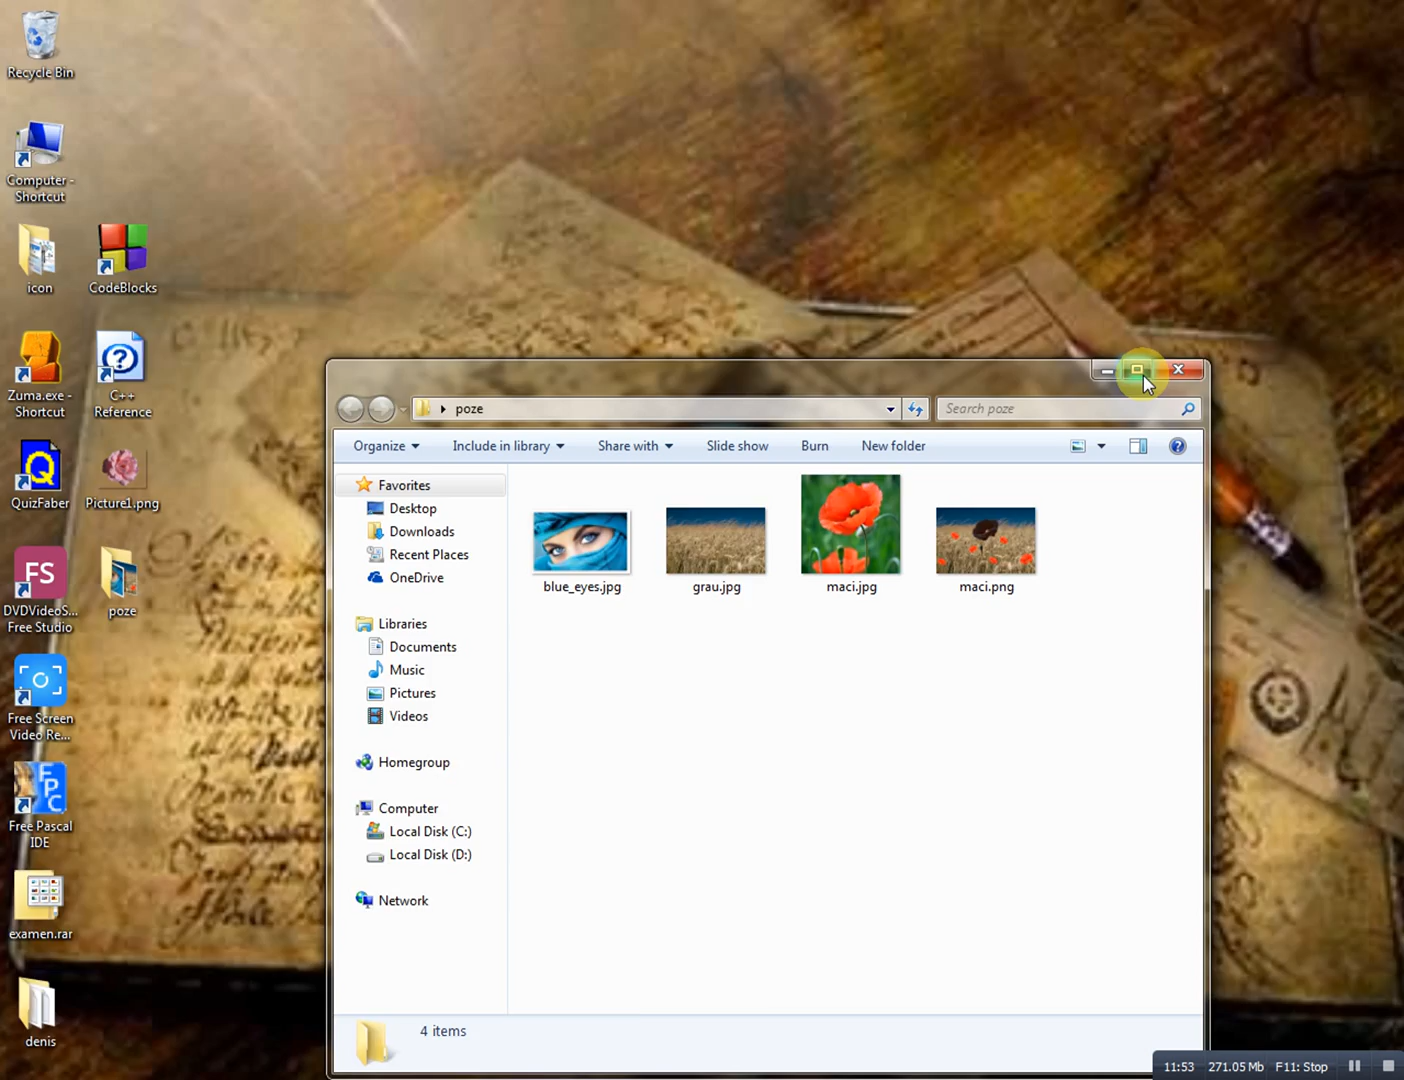 Recycle Bin
Computer -
Shortcut
icon
CodeBlocks
Zuma.exe -
Shortcut
C++
Reference
QuizFaber
Picture1.png
FS
DVDVideoS...
Free Studio
poze
Free Screen
Video Re...
FPC
Free Pascal
IDE
examen.rar
denis
poze
Search poze
Organize
Include in library
Share with
Slide show
Burn
New folder
Favorites
Desktop
Downloads
Recent Places
OneDrive
Libraries
Documents
Music
Pictures
Videos
Homegroup
Computer
Local Disk (C:)
Local Disk (D:)
Network
blue_eyes.jpg
grau.jpg
maci.jpg
maci.png
4 items
11:53 271.05 Mb F11: Stop